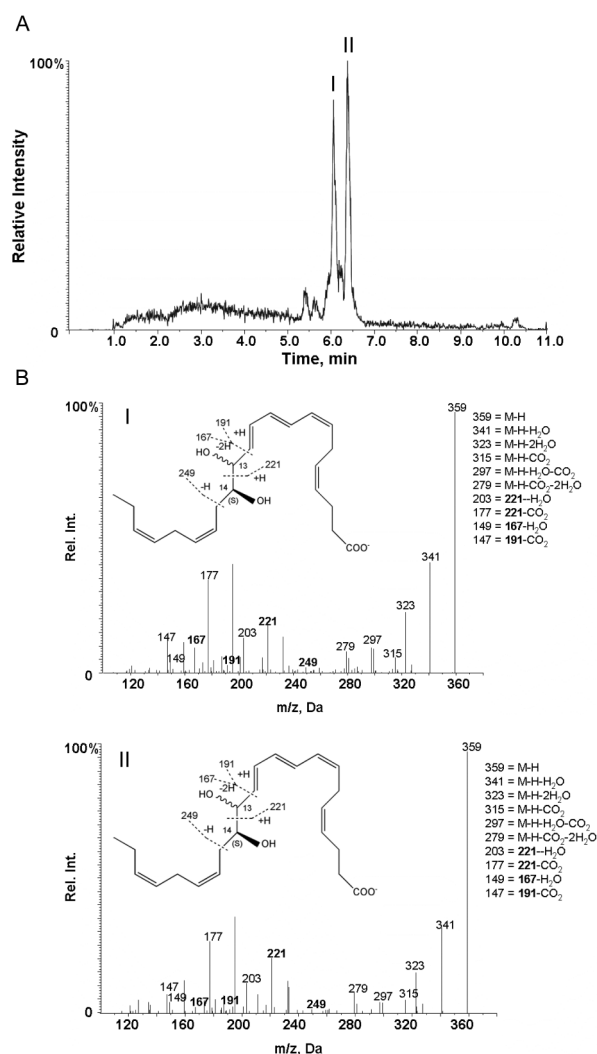 A
I
II
100%
Relative Intensity
0
1.0 2.0 3.0 4.0 5.0 6.0 7.0 8.0 9.0 10.0 11.0
Time, min
B
100%
I
Rel. Int.
0
191
+H
167
-2H
HO
13
221
+H
249
-H
14
(S)
OH
COO-
359
341
323
315
297
279
249
221
203
191
177
167
149
147
120 160 200 240 280 320 360
m/z, Da
359 = M-H
341 = M-H-H2O
323 = M-H-2H2O
315 = M-H-CO2
297 = M-H-H2O-CO2
279 = M-H-CO2-2H2O
203 = 221--H2O
177 = 221-CO2
149 = 167-H2O
147 = 191-CO2
100%
II
Rel. Int.
0
191
+H
167
-2H
HO
13
221
+H
249
-H
14
(S)
OH
COO-
359
341
323
315
297
279
249
221
203
191
177
167
149
147
120 160 200 240 280 320 360
m/z, Da
359 = M-H
341 = M-H-H2O
323 = M-H-2H2O
315 = M-H-CO2
297 = M-H-H2O-CO2
279 = M-H-CO2-2H2O
203 = 221--H2O
177 = 221-CO2
149 = 167-H2O
147 = 191-CO2